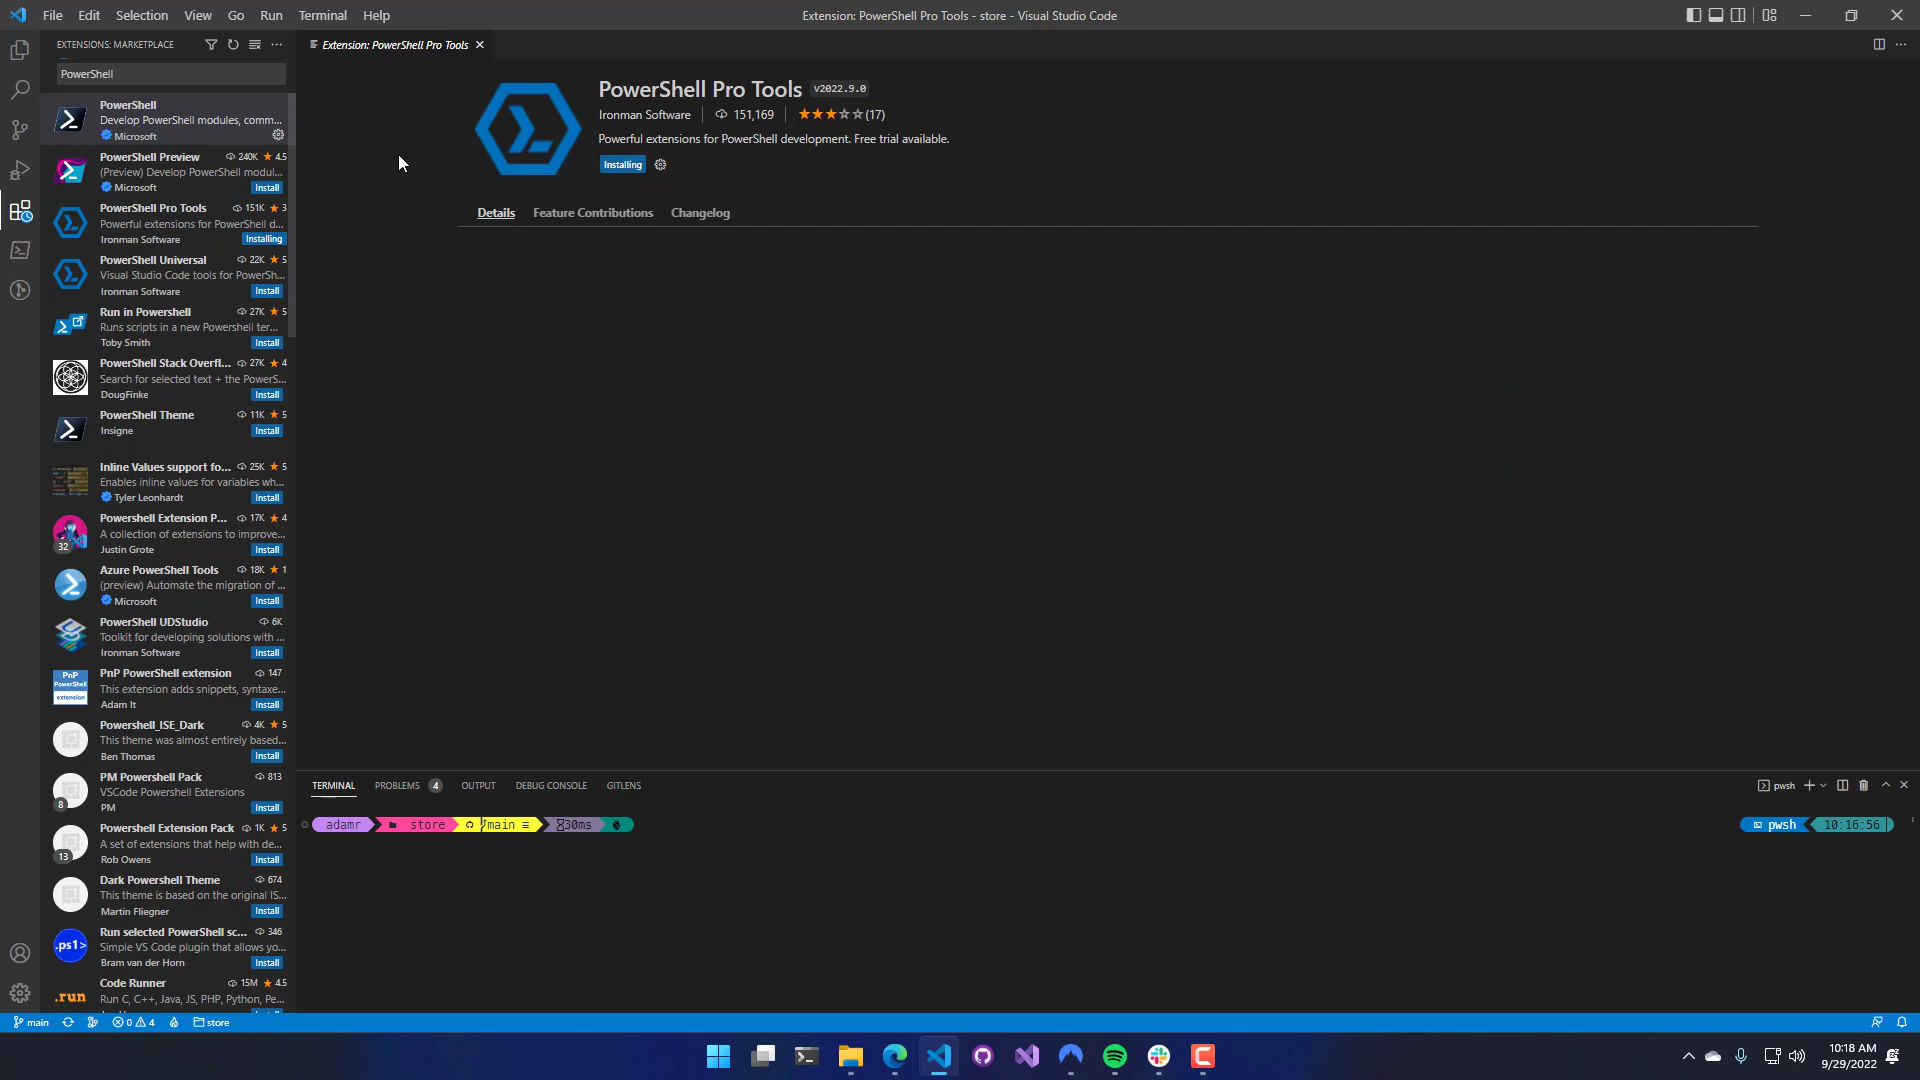 File Edit Selection View Go Run Terminal Help
Extension: PowerShell Pro Tools - store - Visual Studio Code
EXTENSIONS: MARKETPLACE
PowerShell
PowerShell
Develop PowerShell modules, comm...
Microsoft
PowerShell Preview 240K 4.5
(Preview) Develop PowerShell modul...
Microsoft Install
PowerShell Pro Tools 151K 3
Powerful extensions for PowerShell d...
Ironman Software Installing
PowerShell Universal 22K 5
Visual Studio Code tools for PowerSh...
Ironman Software Install
Run in Powershell 27K 5
Runs scripts in a new Powershell ter...
Toby Smith Install
PowerShell Stack Overfl... 27K 4
Search for selected text + the PowerS...
DougFinke Install
PowerShell Theme 11K 5
Insigne Install
Inline Values support fo... 25K 5
Enables inline values for variables wh...
Tyler Leonhardt Install
Powershell Extension P... 17K 4
A collection of extensions to improve...
32 Justin Grote Install
Azure PowerShell Tools 18K 1
(preview) Automate the migration of ...
Microsoft Install
PowerShell UDStudio 6K
Toolkit for developing solutions with ...
Ironman Software Install
PnP PowerShell extension
PnP PowerShell extension 147
This extension adds snippets, syntaxe...
Adam It Install
Powershell_ISE_Dark 4K 5
This theme was almost entirely based...
Ben Thomas Install
PM Powershell Pack 813
VSCode Powershell Extensions
8 PM Install
Powershell Extension Pack 1K 5
A set of extensions that help with de...
13 Rob Owens Install
Dark Powershell Theme 674
This theme is based on the original IS...
Martin Fliegner Install
.ps1>
Run selected PowerShell sc... 346
Simple VS Code plugin that allows yo...
Bram van der Horn Install
.run
Code Runner 15M 4.5
Run C, C++, Java, JS, PHP, Python, Pe...
Extension: PowerShell Pro Tools
PowerShell Pro Tools v2022.9.0
Ironman Software 151,169 (17)
Powerful extensions for PowerShell development. Free trial available.
Installing
Details Feature Contributions Changelog
TERMINAL PROBLEMS 4 OUTPUT DEBUG CONSOLE GITLENS
pwsh
adamr store main ≡ 30ms
pwsh 10:16:56
main 0 4 store
10:18 AM
9/29/2022